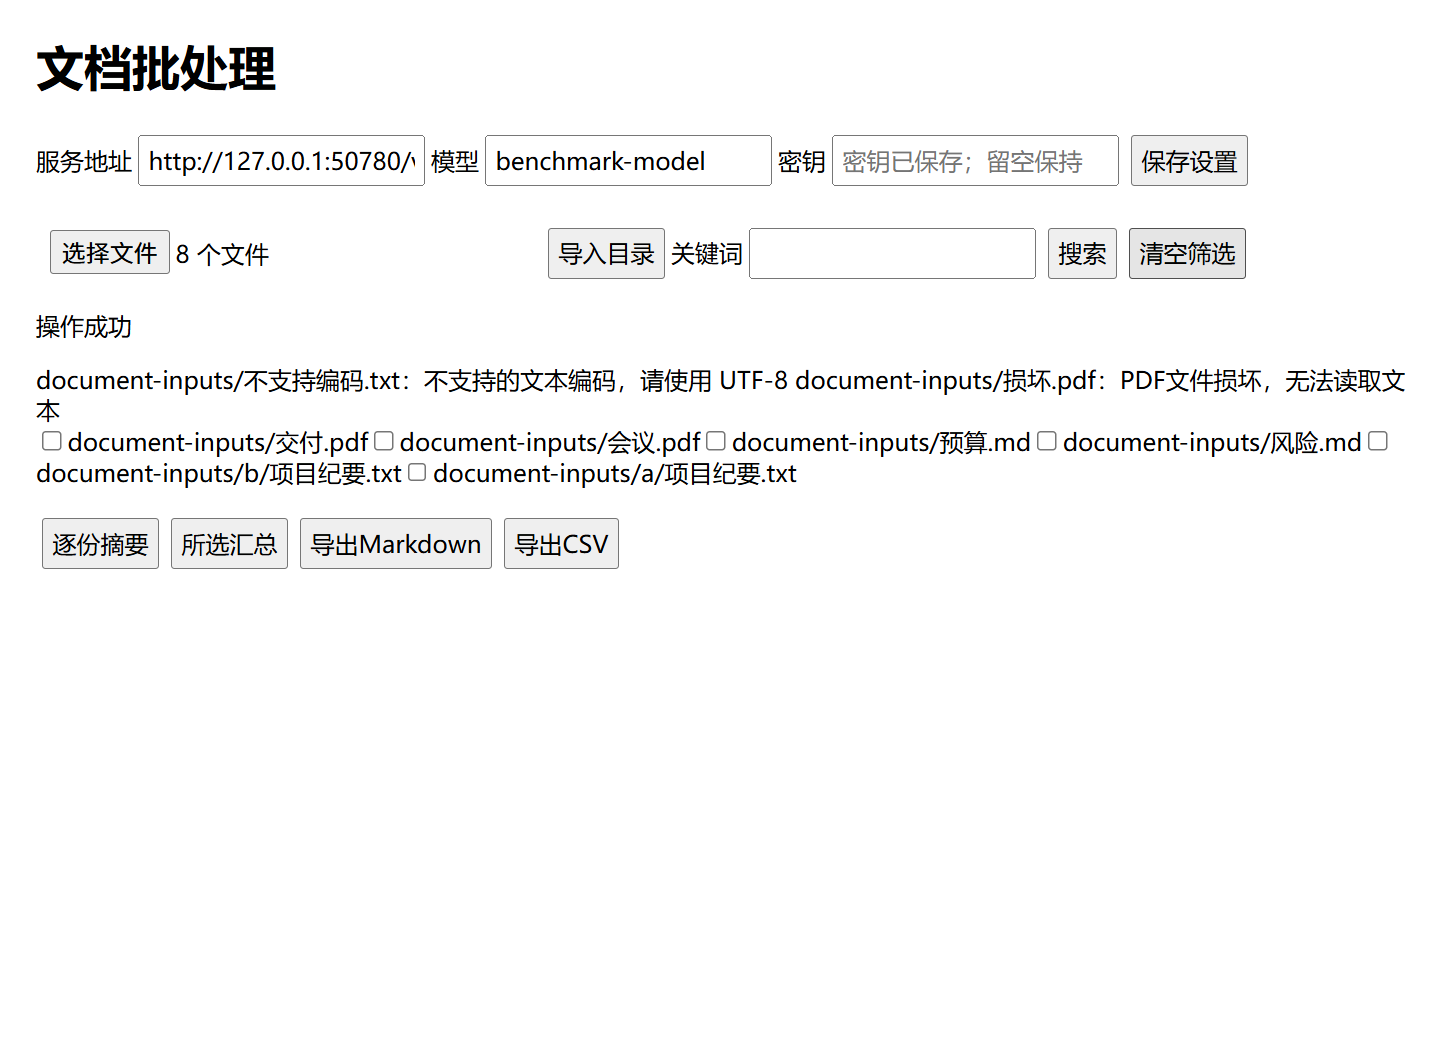 文档批处理
服务地址 http://127.0.0.1:50780/v 模型 benchmark-model 密钥 密钥已保存；留空保持 保存设置
选择文件 8 个文件 导入目录 关键词 搜索 清空筛选
操作成功
document-inputs/不支持编码.txt：不支持的文本编码，请使用 UTF-8 document-inputs/损坏.pdf：PDF文件损坏，无法读取文
本
document-inputs/交付.pdf document-inputs/会议.pdf document-inputs/预算.md document-inputs/风险.md
document-inputs/b/项目纪要.txt document-inputs/a/项目纪要.txt
逐份摘要 所选汇总 导出Markdown 导出CSV